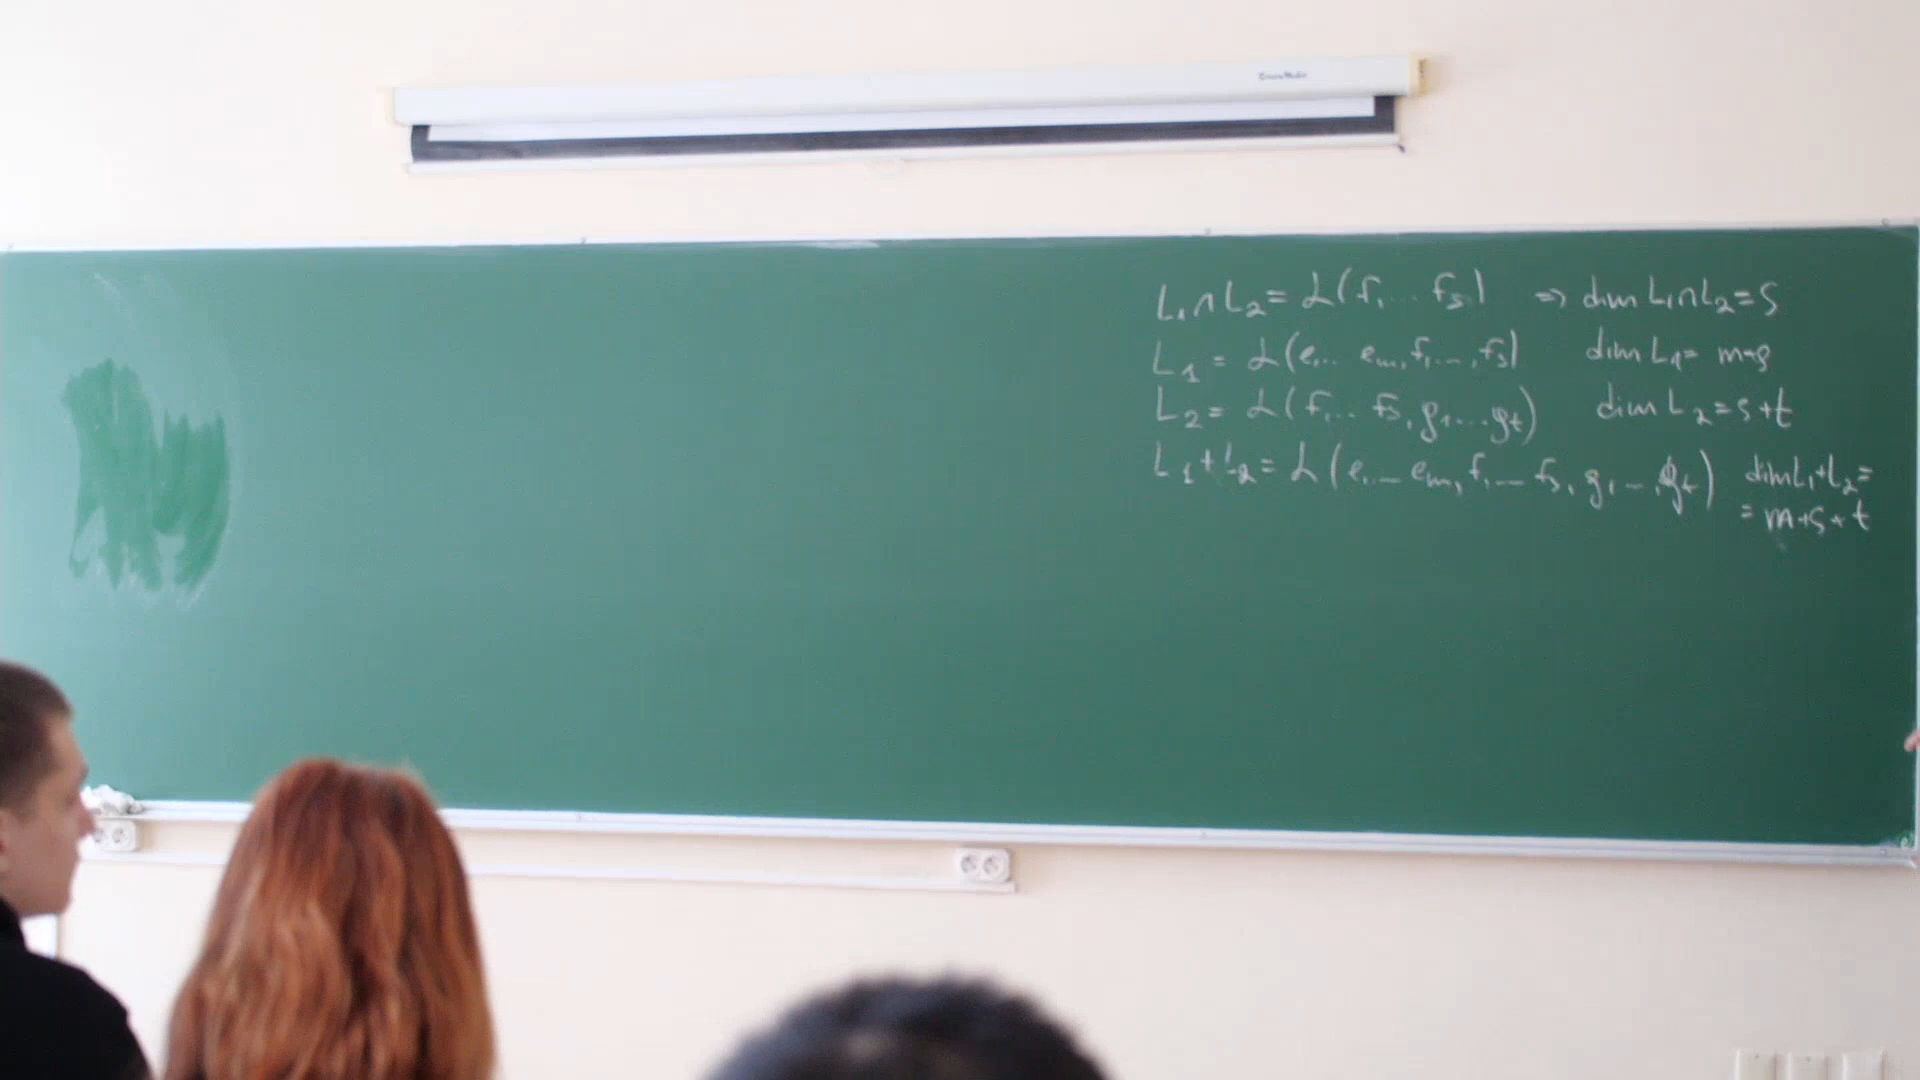 L₁∩L₂ = ℒ(f₁ ... f_s) ⇒ dim L₁∩L₂ = s
L₁ = ℒ(e₁... e_m, f₁...,f_s) dim L₁ = m+s
L₂ = ℒ(f₁... f_s, g₁...g_t) dim L₂ = s+t
L₁+L₂ = ℒ(e₁... e_m, f₁... f_s, g₁...,g_t) dim L₁+L₂ =
= m+s+t